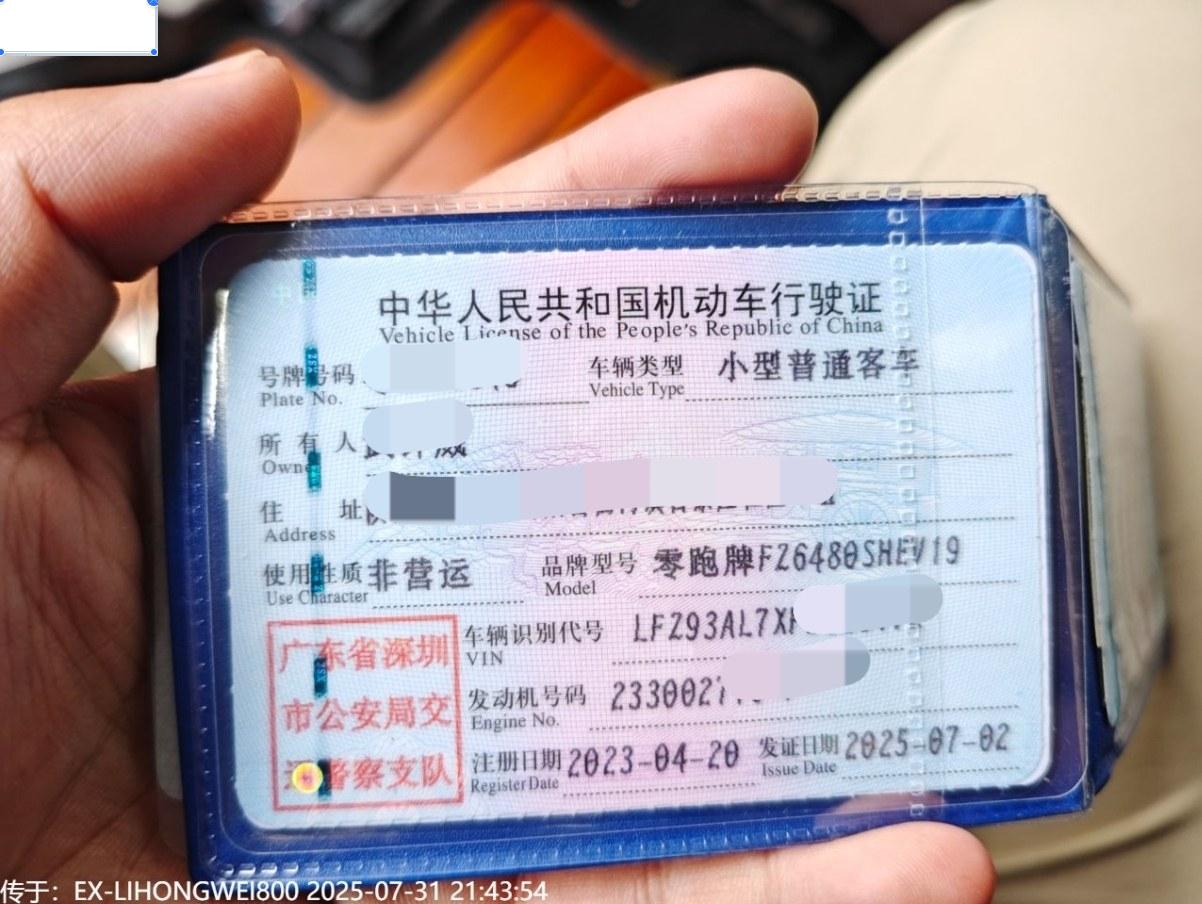 中华人民共和国机动车行驶证
Vehicle License of the People's Republic of China
号牌号码 车辆类型 小型普通客车
Plate No. Vehicle Type
所有人
Owner
住址
Address
使用性质 非营运 品牌型号 零跑牌FZ6480SHEV19
Use Character Model
广东省深圳
市公安局交
警察支队
车辆识别代号 LFZ93AL7X
VIN
发动机号码 2330027
Engine No.
注册日期 2023-04-20 发证日期 2025-07-02
Register Date Issue Date
传于：EX-LIHONGWEI800 2025-07-31 21:43:54